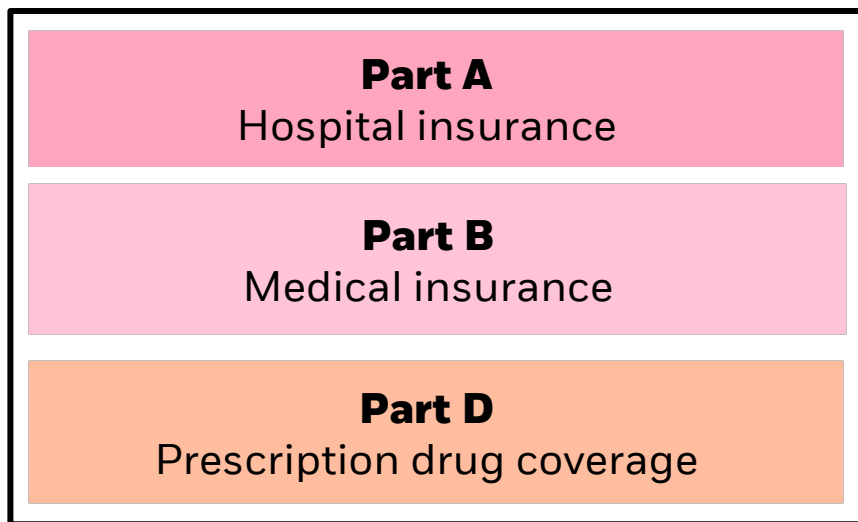 Part A
Hospital insurance
Part B
Medical insurance
Part D
Prescription drug coverage